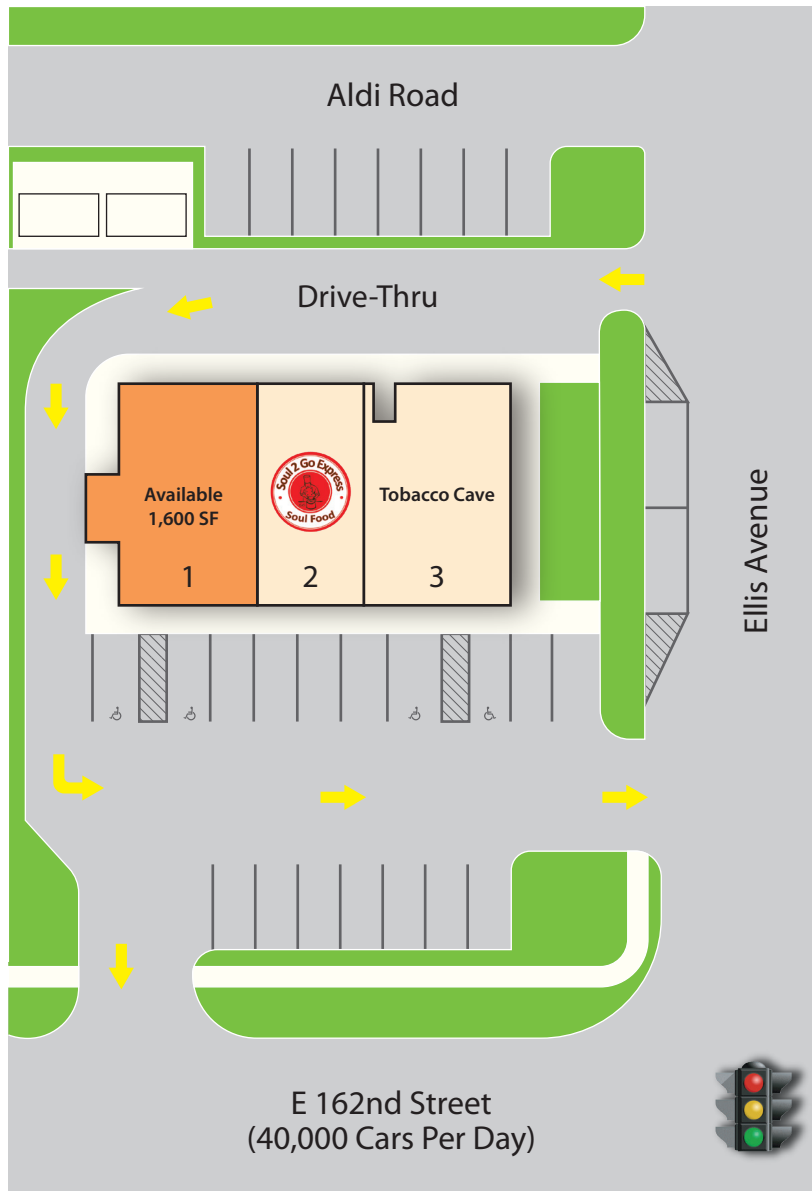 Aldi Road
Drive-Thru
Available
1,600 SF
1
Soul 2 Go Express
Soul Food
2
Tobacco Cave
3
Ellis Avenue
E 162nd Street
(40,000 Cars Per Day)